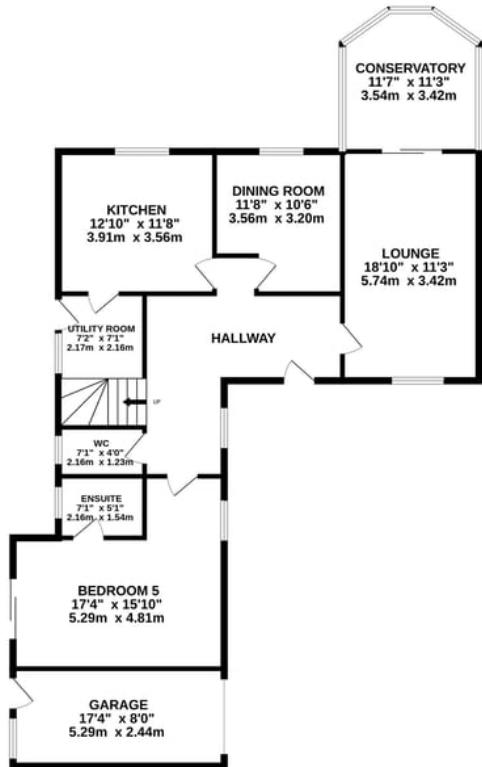 CONSERVATORY
11'7" x 11'3"
3.54m x 3.42m
KITCHEN
12'10" x 11'8"
3.91m x 3.56m
DINING ROOM
11'8" x 10'6"
3.56m x 3.20m
LOUNGE
18'10" x 11'3"
5.74m x 3.42m
UTILITY ROOM
7'2" x 7'1"
2.17m x 2.16m
HALLWAY
UP
WC
7'1" x 4'0"
2.16m x 1.23m
ENSUITE
7'1" x 5'1"
2.16m x 1.54m
BEDROOM 5
17'4" x 15'10"
5.29m x 4.81m
GARAGE
17'4" x 8'0"
5.29m x 2.44m